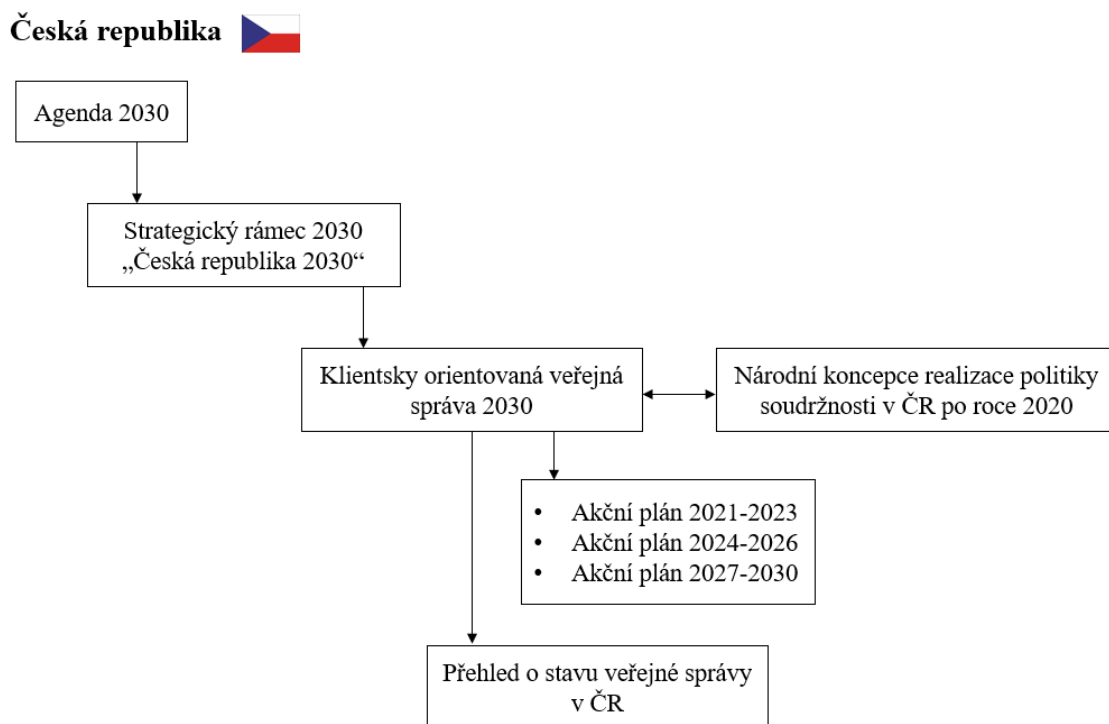 Česká republika
Agenda 2030
Strategický rámec 2030
„Česká republika 2030“
Klientsky orientovaná veřejná
správa 2030
Národní koncepce realizace politiky
soudržnosti v ČR po roce 2020
• Akční plán 2021-2023
• Akční plán 2024-2026
• Akční plán 2027-2030
Přehled o stavu veřejné správy
v ČR